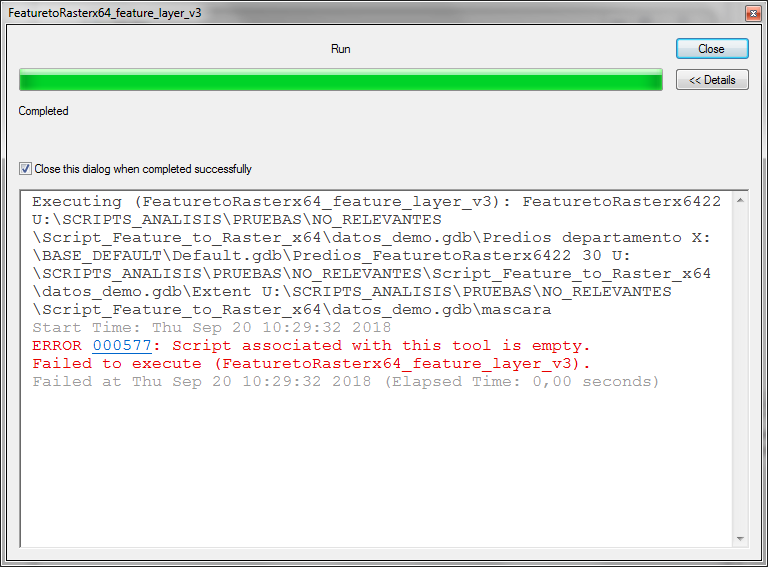 FeaturetoRasterx64_feature_layer_v3
Run
Close
<< Details
Completed
Close this dialog when completed successfully
Executing (FeaturetoRasterx64_feature_layer_v3): FeaturetoRasterx6422
U:\SCRIPTS_ANALISIS\PRUEBAS\NO_RELEVANTES
\Script_Feature_to_Raster_x64\datos_demo.gdb\Predios departamento X:
\BASE_DEFAULT\Default.gdb\Predios_FeaturetoRasterx6422 30 U:
\SCRIPTS_ANALISIS\PRUEBAS\NO_RELEVANTES\Script_Feature_to_Raster_x64
\datos_demo.gdb\Extent U:\SCRIPTS_ANALISIS\PRUEBAS\NO_RELEVANTES
\Script_Feature_to_Raster_x64\datos_demo.gdb\mascara
Start Time: Thu Sep 20 10:29:32 2018
ERROR 000577: Script associated with this tool is empty.
Failed to execute (FeaturetoRasterx64_feature_layer_v3).
Failed at Thu Sep 20 10:29:32 2018 (Elapsed Time: 0,00 seconds)